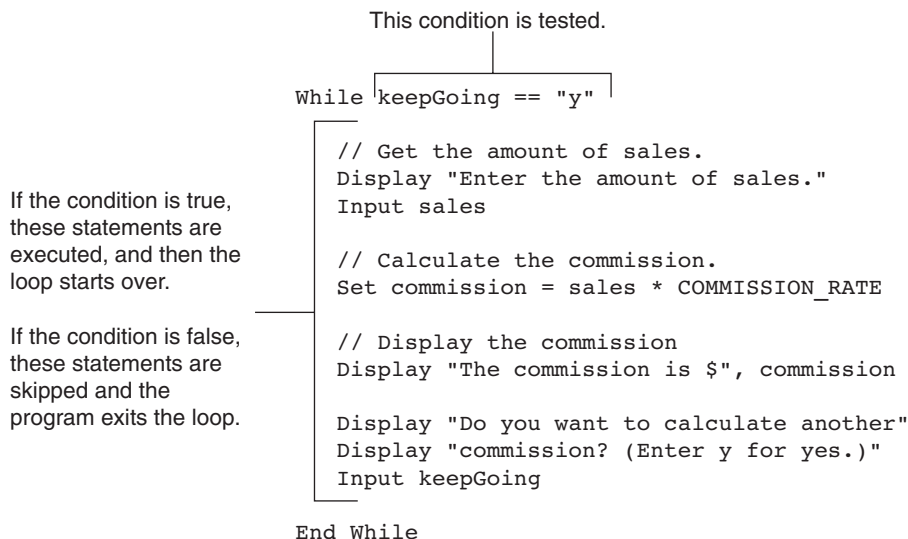 This condition is tested.
While keepGoing == "y"
// Get the amount of sales.
Display "Enter the amount of sales."
Input sales
// Calculate the commission.
Set commission = sales * COMMISSION_RATE
// Display the commission
Display "The commission is $", commission
Display "Do you want to calculate another"
Display "commission? (Enter y for yes.)"
Input keepGoing
End While
If the condition is true,
these statements are
executed, and then the
loop starts over.
If the condition is false,
these statements are
skipped and the
program exits the loop.